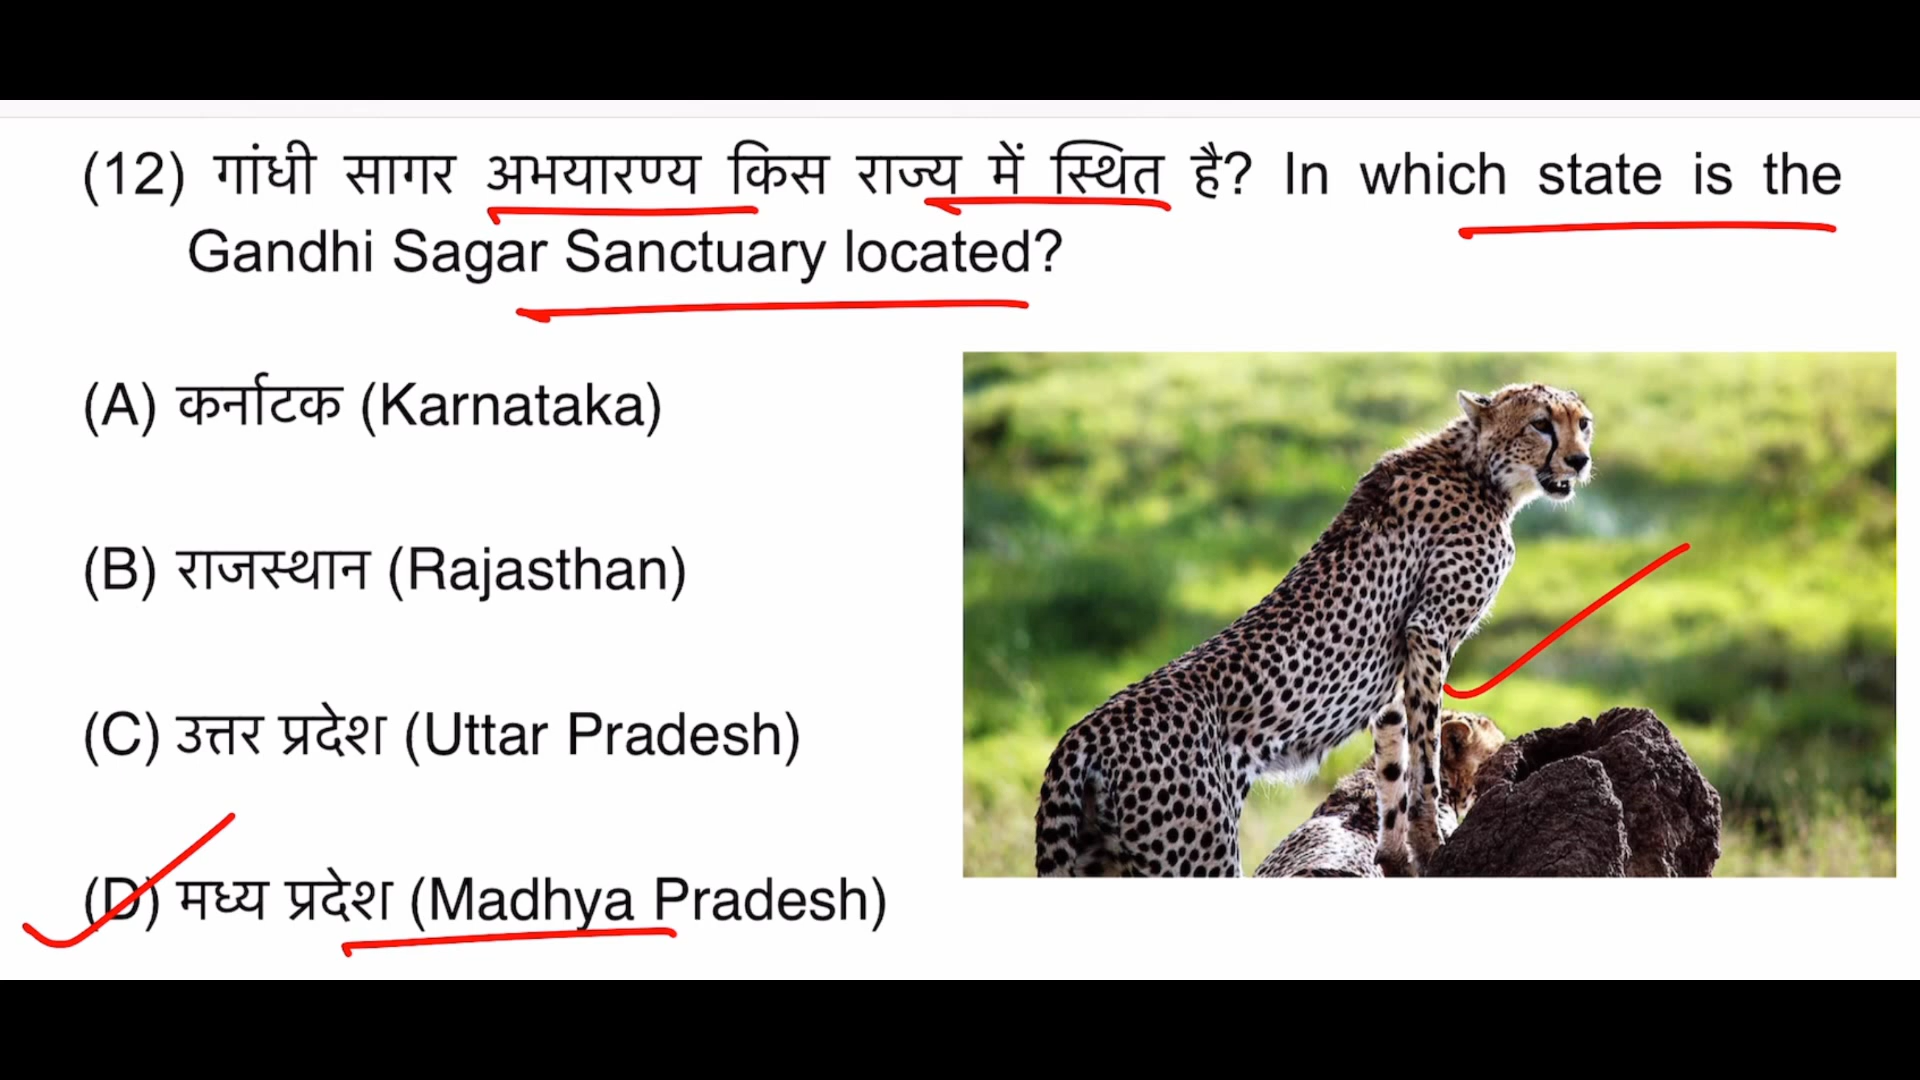 (12) गांधी सागर अभयारण्य किस राज्य में स्थित है? In which state is the
Gandhi Sagar Sanctuary located?
(A) कर्नाटक (Karnataka)
(B) राजस्थान (Rajasthan)
(C) उत्तर प्रदेश (Uttar Pradesh)
(D) मध्य प्रदेश (Madhya Pradesh)